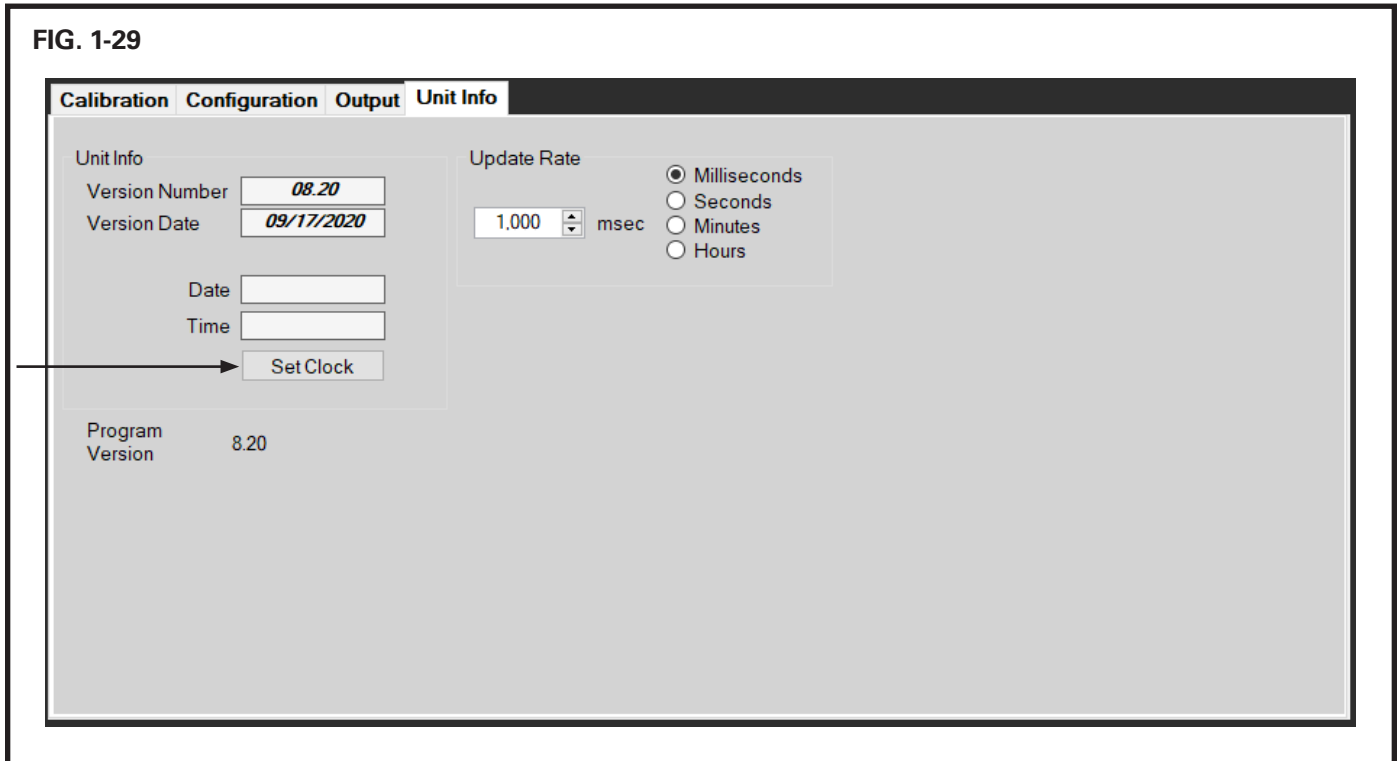 FIG. 1-29
Calibration Configuration Output Unit Info
Unit Info
Version Number 08.20
Version Date 09/17/2020
Date
Time
Set Clock
Program
Version
8.20
Update Rate
1,000 msec
Milliseconds
Seconds
Minutes
Hours